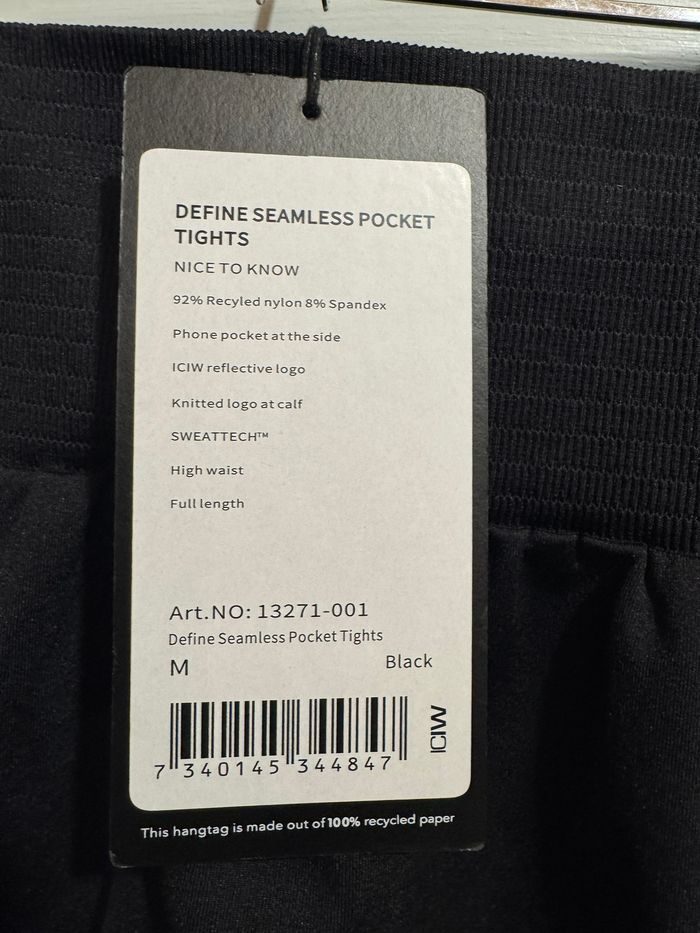 DEFINE SEAMLESS POCKET
TIGHTS
NICE TO KNOW
92% Recyled nylon 8% Spandex
Phone pocket at the side
ICIW reflective logo
Knitted logo at calf
SWEATTECH™
High waist
Full length
Art.NO: 13271-001
Define Seamless Pocket Tights
M
Black
ICIW
7 340145 344847
This hangtag is made out of 100% recycled paper